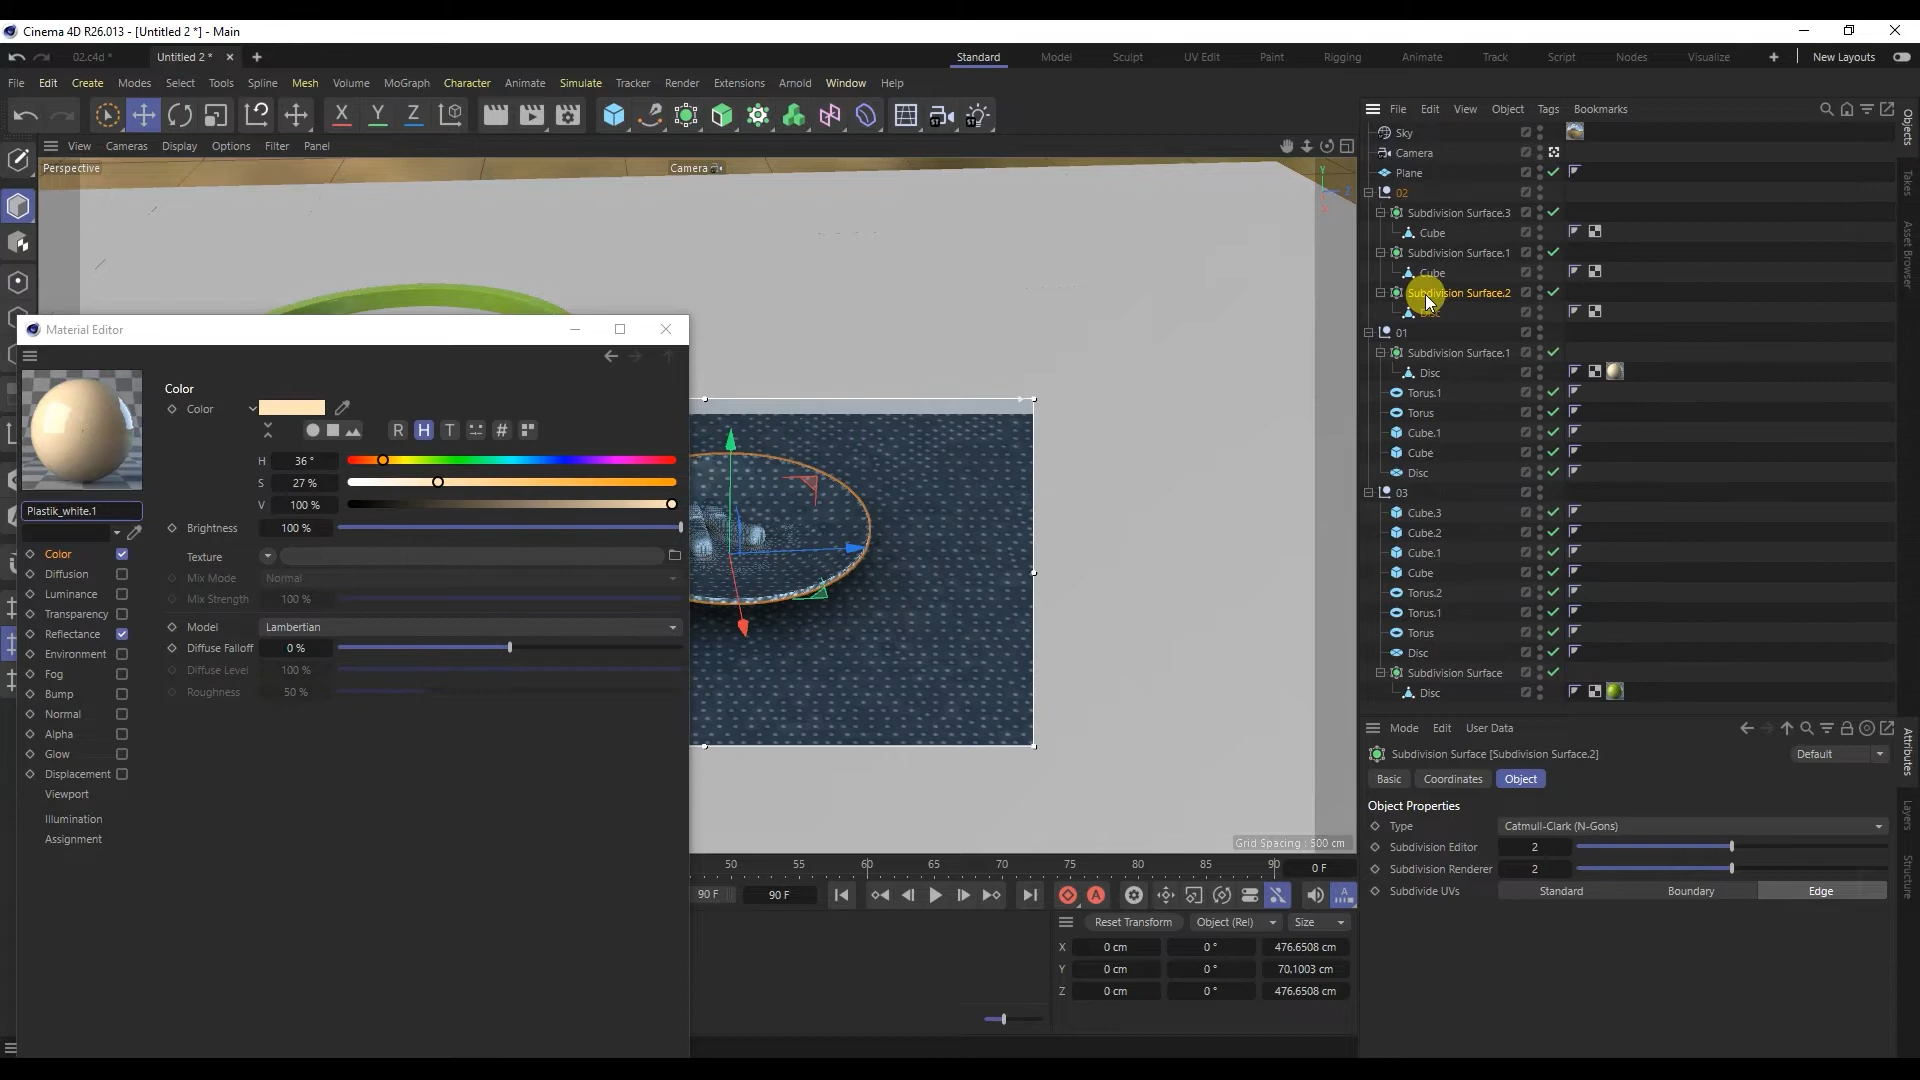 Cinema 4D R26.013 - [Untitled 2 *] - Main
02.c4d * Untitled 2 * Standard Model Sculpt UV Edit Paint Rigging Animate Track Script Nodes Visualize New Layouts
File Edit Create Modes Select Tools Spline Mesh Volume MoGraph Character Animate Simulate Tracker Render Extensions Arnold Window Help
File Edit View Object Tags Bookmarks
View Cameras Display Options Filter Panel
Perspective
Camera
Sky
Camera
Plane
02
Subdivision Surface.3
Cube
Subdivision Surface.1
Cube
Subdivision Surface.2
Disc
01
Subdivision Surface.1
Disc
Torus.1
Torus
Cube.1
Cube
Disc
03
Cube.3
Cube.2
Cube.1
Cube
Torus.2
Torus.1
Torus
Disc
Subdivision Surface
Disc
Objects
Takes
Asset Browser
Material Editor
Color
Color
R H T #
H 36 °
S 27 %
V 100 %
Brightness 100 %
Texture
Mix Mode Normal
Mix Strength 100 %
Model Lambertian
Diffuse Falloff 0 %
Diffuse Level 100 %
Roughness 50 %
Plastik_white.1
Color
Diffusion
Luminance
Transparency
Reflectance
Environment
Fog
Bump
Normal
Alpha
Glow
Displacement
Viewport
Illumination
Assignment
Grid Spacing : 500 cm
50 55 60 65 70 75 80 85 90 0 F
90 F 90 F
Reset Transform Object (Rel) Size
X 0 cm 0 ° 476.6508 cm
Y 0 cm 0 ° 70.1003 cm
Z 0 cm 0 ° 476.6508 cm
Mode Edit User Data
Subdivision Surface [Subdivision Surface.2] Default
Basic Coordinates Object
Object Properties
Type Catmull-Clark (N-Gons)
Subdivision Editor 2
Subdivision Renderer 2
Subdivide UVs Standard Boundary Edge
Attributes
Layers
Structure